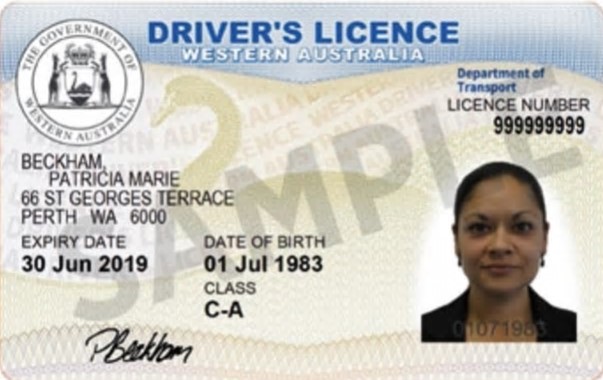 DRIVER'S LICENCE
WESTERN AUSTRALIA
THE GOVERNMENT OF
WESTERN AUSTRALIA
Department of
Transport
LICENCE NUMBER
999999999
BECKHAM,
PATRICIA MARIE
66 ST GEORGES TERRACE
PERTH WA 6000
EXPIRY DATE DATE OF BIRTH
30 Jun 2019 01 Jul 1983
CLASS
C-A
SAMPLE
01071983
PBeckham